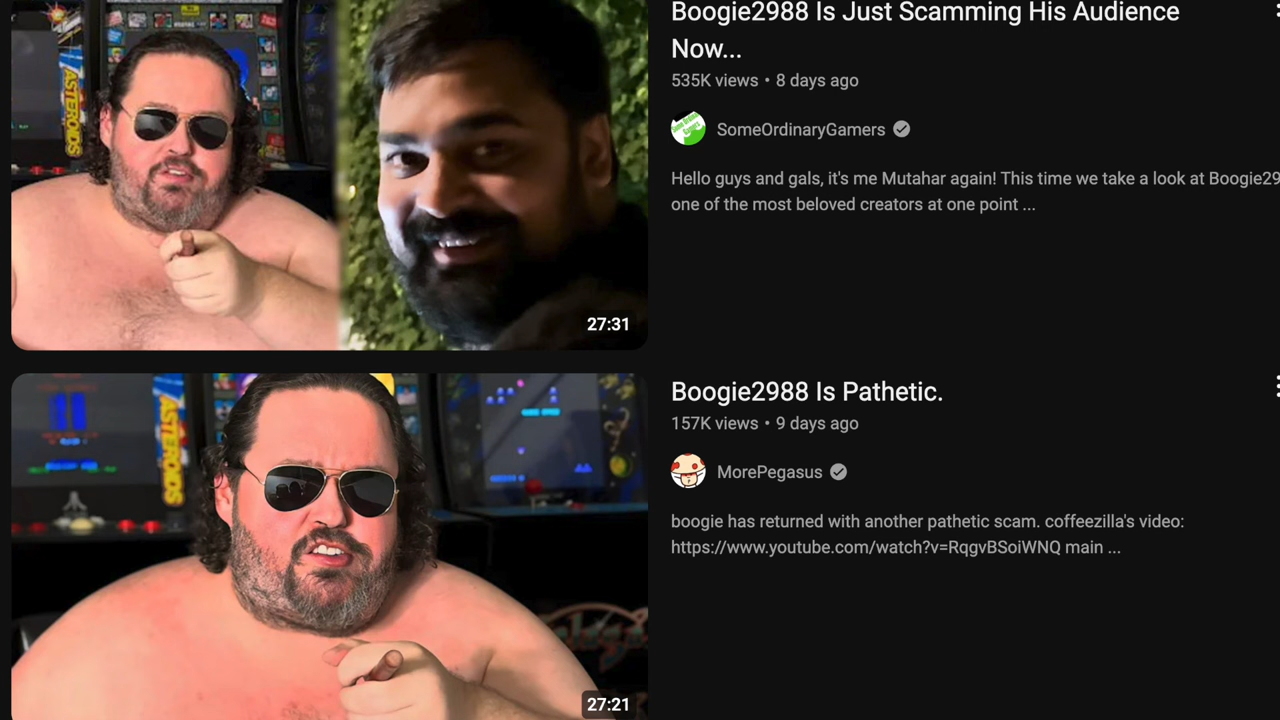 Boogie2988 Is Just Scamming His Audience
Now...
535K views • 8 days ago
SomeOrdinaryGamers
Hello guys and gals, it's me Mutahar again! This time we take a look at Boogie29
one of the most beloved creators at one point ...
ASTEROIDS
27:31
Boogie2988 Is Pathetic.
157K views • 9 days ago
MorePegasus
boogie has returned with another pathetic scam. coffeezilla's video:
https://www.youtube.com/watch?v=RqgvBSoiWNQ main ...
ASTEROIDS
27:21